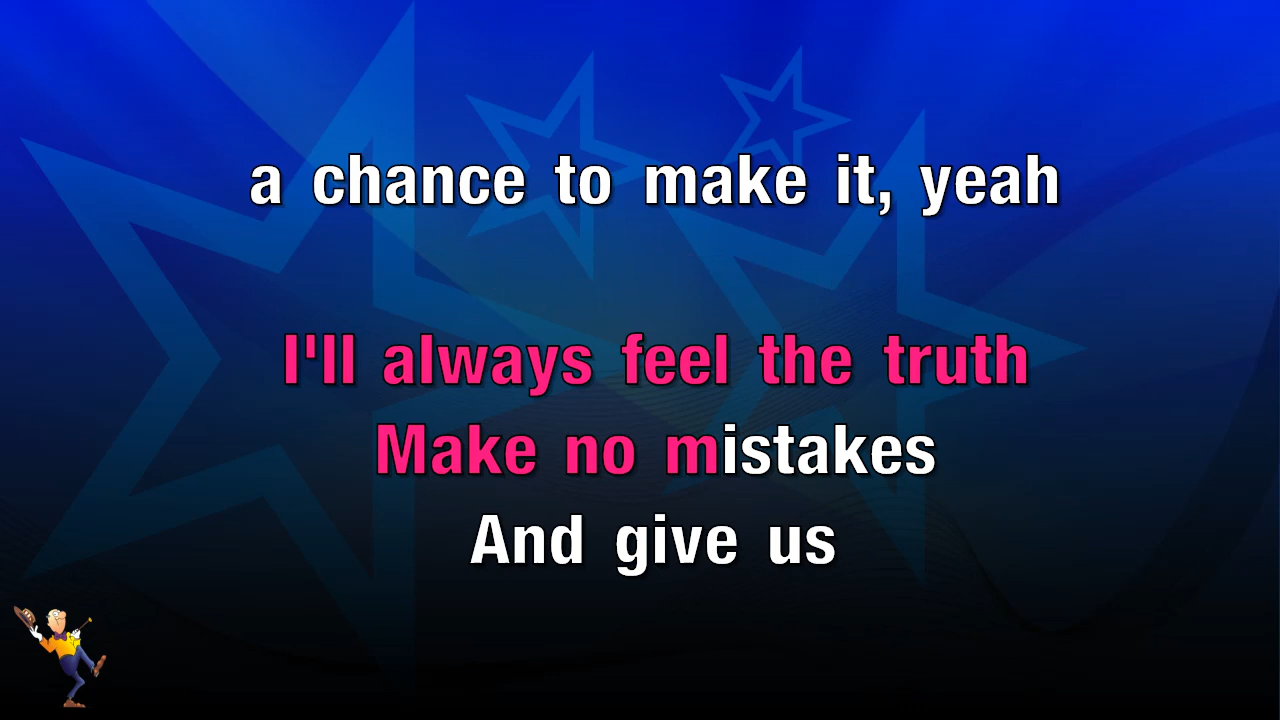 a chance to make it, yeah
I'll always feel the truth
Make no mistakes
And give us